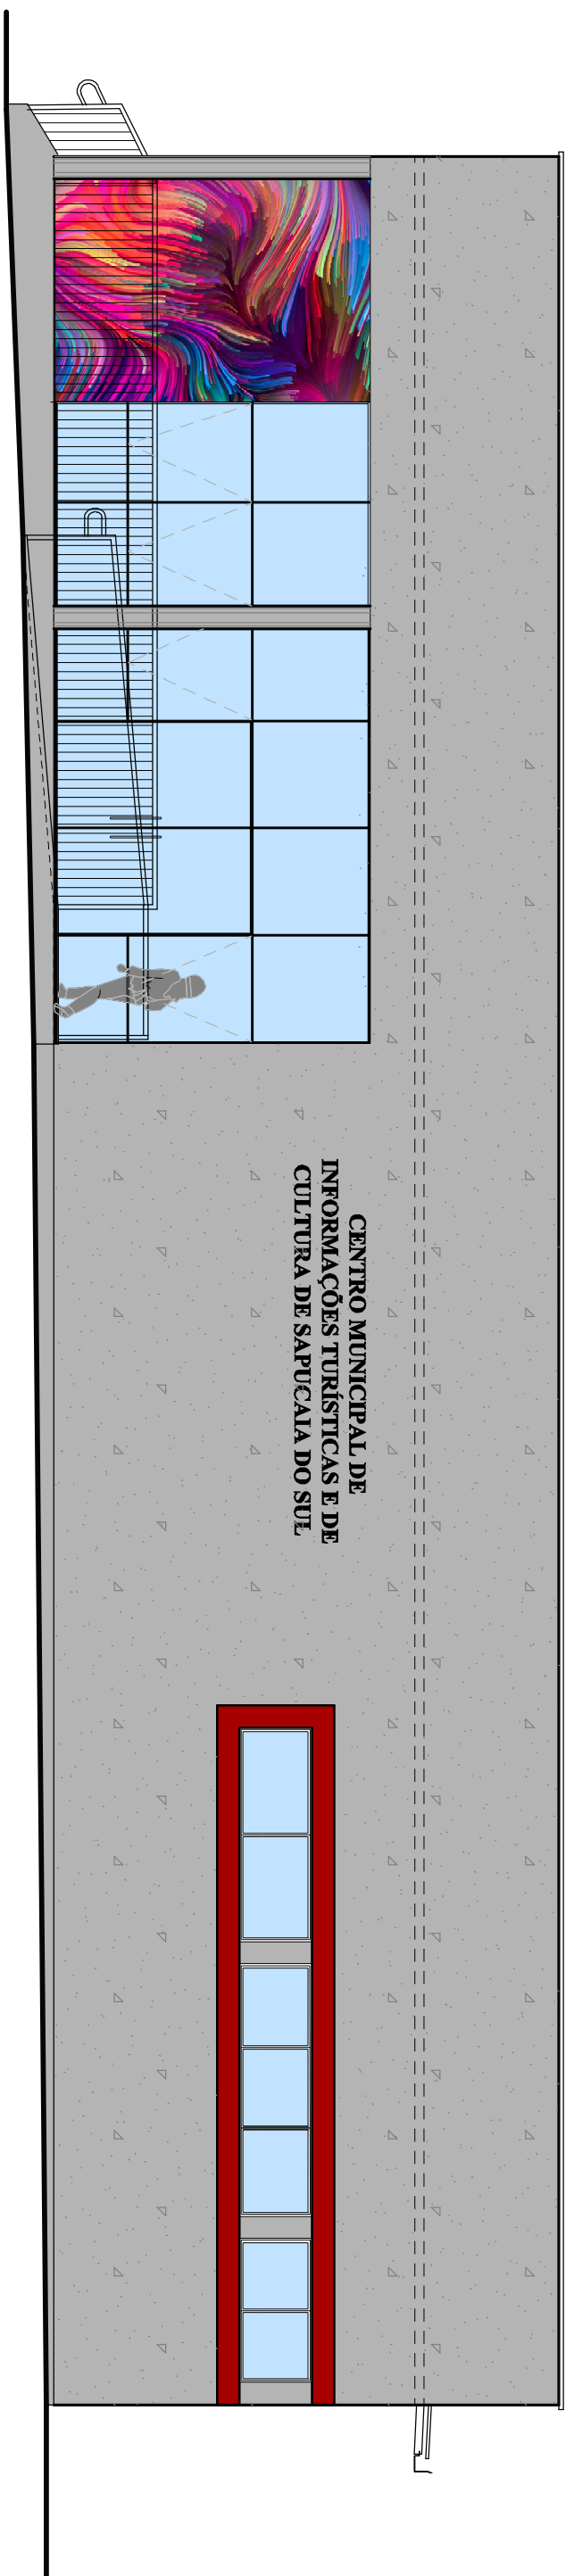 CENTRO MUNICIPAL DE
INFORMAÇÕES TURÍSTICAS E DE
CULTURA DE SAPUCAIA DO SUL